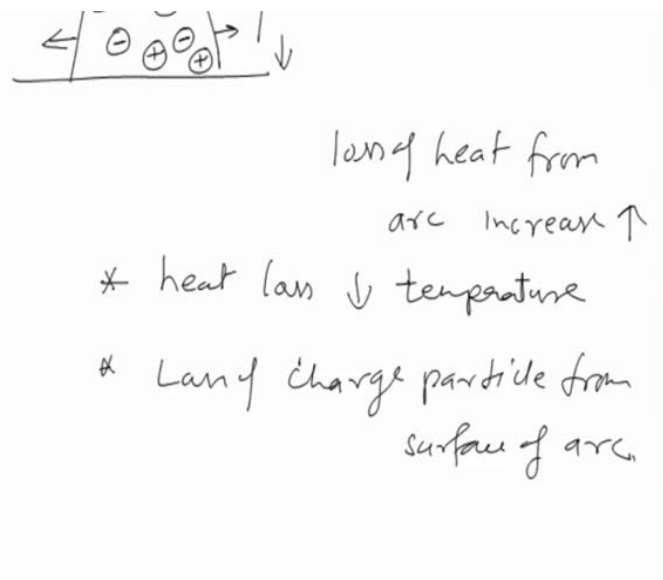 loss of heat from
arc increase ↑
* heat loss ↓ temperature
* Loss of charge particle from
surface of arc.